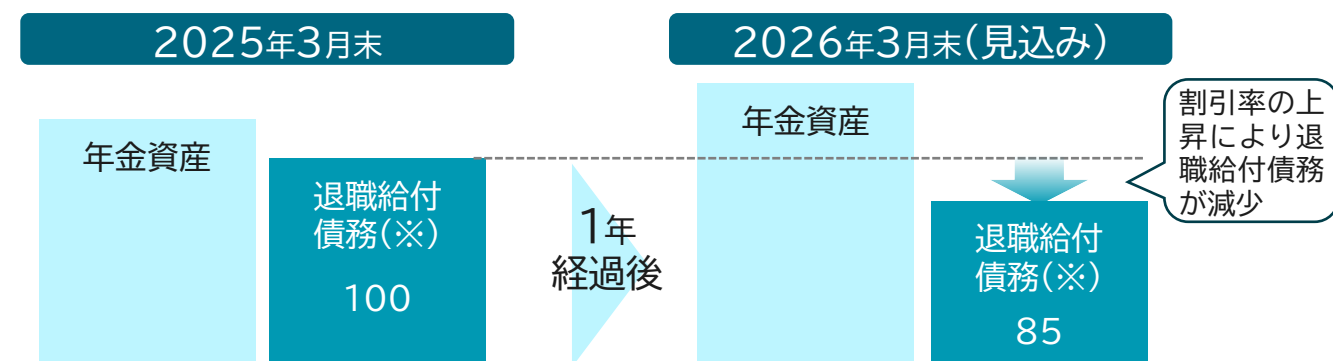 2025年3月末
2026年3月末(見込み)
年金資産
退職給付
債務(※)
100
1年
経過後
年金資産
退職給付
債務(※)
85
割引率の上
昇により退
職給付債務
が減少